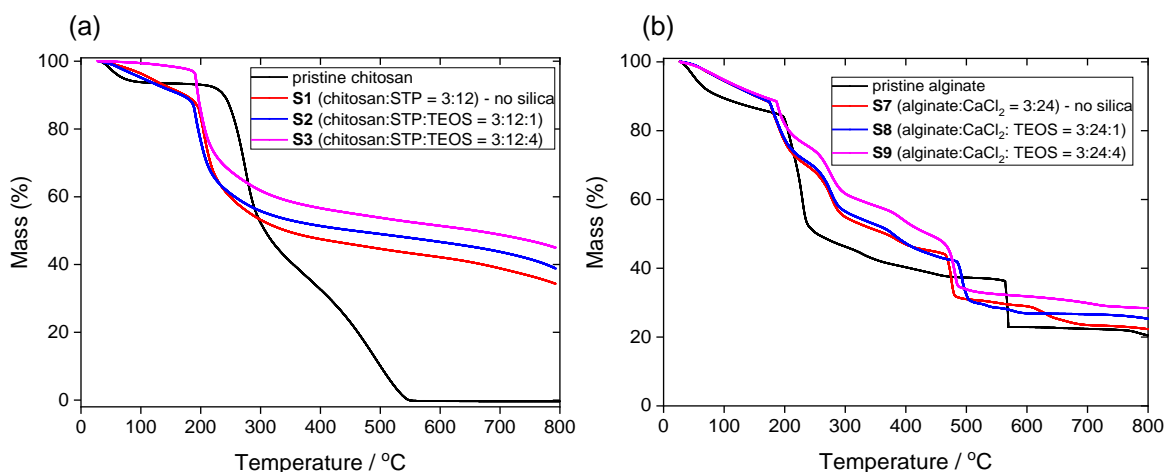 (a)
100
80
60
40
20
0
Mass (%)
pristine chitosan
S1 (chitosan:STP = 3:12) - no silica
S2 (chitosan:STP:TEOS = 3:12:1)
S3 (chitosan:STP:TEOS = 3:12:4)
0 100 200 300 400 500 600 700 800
Temperature / °C
(b)
100
80
60
40
20
0
Mass (%)
pristine alginate
S7 (alginate:CaCl₂ = 3:24) - no silica
S8 (alginate:CaCl₂: TEOS = 3:24:1)
S9 (alginate:CaCl₂: TEOS = 3:24:4)
0 100 200 300 400 500 600 700 800
Temperature / °C